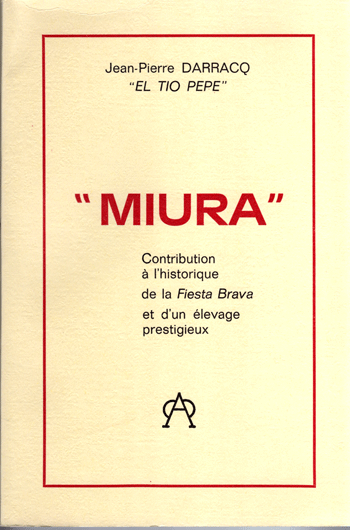 Jean-Pierre DARRACQ
"EL TIO PEPE"
"MIURA"
Contribution
à l'historique
de la Fiesta Brava
et d'un élevage
prestigieux